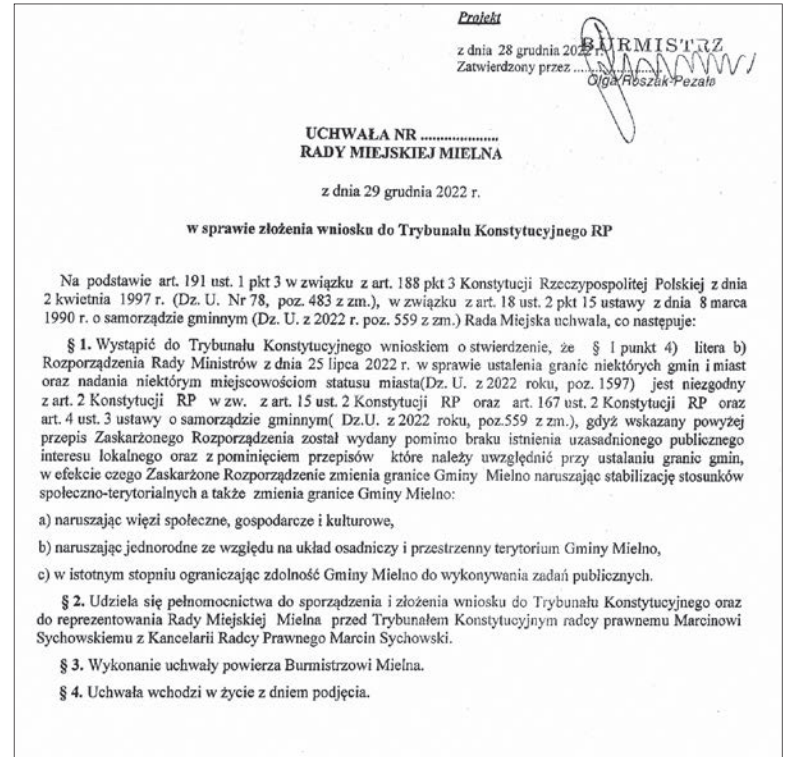 Projekt
z dnia 28 grudnia 2022 r.
BURMISTRZ
Zatwierdzony przez ....................
Olga Roszak-Pezała
UCHWAŁA NR ....................
RADY MIEJSKIEJ MIELNA
z dnia 29 grudnia 2022 r.
w sprawie złożenia wniosku do Trybunału Konstytucyjnego RP
Na podstawie art. 191 ust. 1 pkt 3 w związku z art. 188 pkt 3 Konstytucji Rzeczypospolitej Polskiej z dnia
2 kwietnia 1997 r. (Dz. U. Nr 78, poz. 483 z zm.), w związku z art. 18 ust. 2 pkt 15 ustawy z dnia 8 marca
1990 r. o samorządzie gminnym (Dz. U. z 2022 r. poz. 559 z zm.) Rada Miejska uchwala, co następuje:
§ 1. Wystąpić do Trybunału Konstytucyjnego wnioskiem o stwierdzenie, że § 1 punkt 4) litera b)
Rozporządzenia Rady Ministrów z dnia 25 lipca 2022 r. w sprawie ustalenia granic niektórych gmin i miast
oraz nadania niektórym miejscowościom statusu miasta(Dz. U. z 2022 roku, poz. 1597) jest niezgodny
z art. 2 Konstytucji RP w zw. z art. 15 ust. 2 Konstytucji RP oraz art. 167 ust. 2 Konstytucji RP oraz
art. 4 ust. 3 ustawy o samorządzie gminnym( Dz.U. z 2022 roku, poz.559 z zm.), gdyż wskazany powyżej
przepis Zaskarżonego Rozporządzenia został wydany pomimo braku istnienia uzasadnionego publicznego
interesu lokalnego oraz z pominięciem przepisów które należy uwzględnić przy ustalaniu granic gmin,
w efekcie czego Zaskarżone Rozporządzenie zmienia granice Gminy Mielno naruszając stabilizację stosunków
społeczno-terytorialnych a także zmienia granice Gminy Mielno:
a) naruszając więzi społeczne, gospodarcze i kulturowe,
b) naruszając jednorodne ze względu na układ osadniczy i przestrzenny terytorium Gminy Mielno,
c) w istotnym stopniu ograniczając zdolność Gminy Mielno do wykonywania zadań publicznych.
§ 2. Udziela się pełnomocnictwa do sporządzenia i złożenia wniosku do Trybunału Konstytucyjnego oraz
do reprezentowania Rady Miejskiej Mielna przed Trybunałem Konstytucyjnym radcy prawnemu Marcinowi
Sychowskiemu z Kancelarii Radcy Prawnego Marcin Sychowski.
§ 3. Wykonanie uchwały powierza Burmistrzowi Mielna.
§ 4. Uchwała wchodzi w życie z dniem podjęcia.